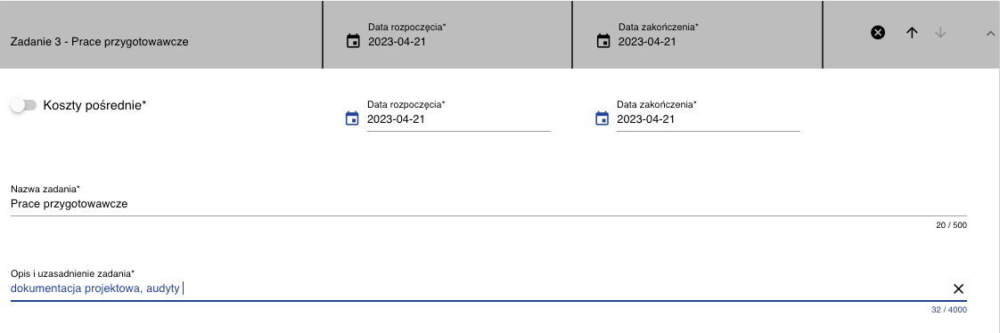 Zadanie 3 - Prace przygotowawcze
Data rozpoczęcia*
2023-04-21
Data zakończenia*
2023-04-21
Koszty pośrednie*
Data rozpoczęcia*
2023-04-21
Data zakończenia*
2023-04-21
Nazwa zadania*
Prace przygotowawcze
20 / 500
Opis i uzasadnienie zadania*
dokumentacja projektowa, audyty
32 / 4000